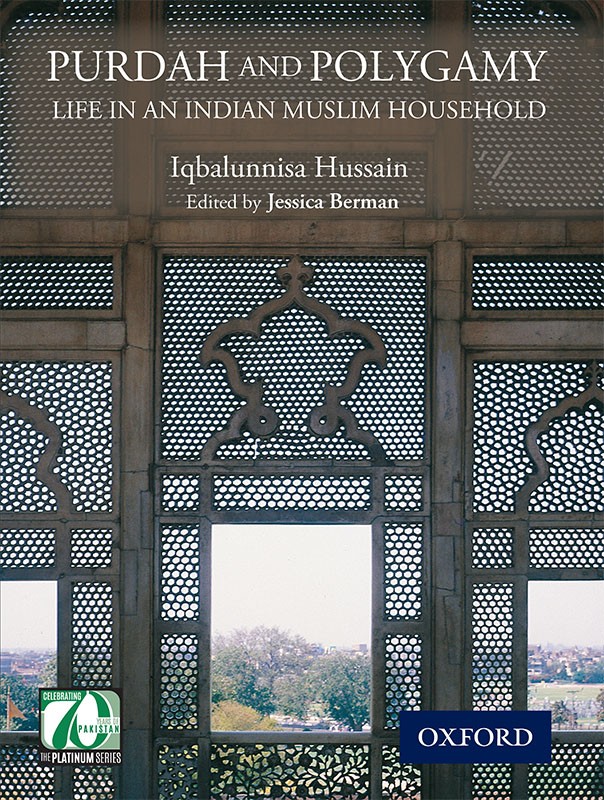 PURDAH AND POLYGAMY
LIFE IN AN INDIAN MUSLIM HOUSEHOLD
Iqbalunnisa Hussain
Edited by Jessica Berman
CELEBRATING
70
YEARS OF
PAKISTAN
THE PLATINUM SERIES
OXFORD